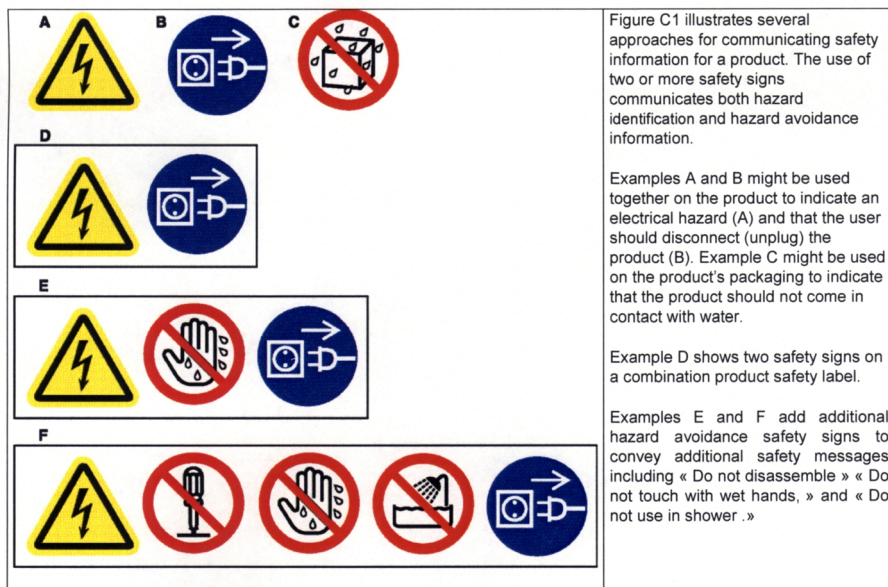 A B C
D
E
F
Figure C1 illustrates several
approaches for communicating safety
information for a product. The use of
two or more safety signs
communicates both hazard
identification and hazard avoidance
information.
Examples A and B might be used
together on the product to indicate an
electrical hazard (A) and that the user
should disconnect (unplug) the
product (B). Example C might be used
on the product's packaging to indicate
that the product should not come in
contact with water.
Example D shows two safety signs on
a combination product safety label.
Examples E and F add additional
hazard avoidance safety signs to
convey additional safety messages
including « Do not disassemble » « Do
not touch with wet hands, » and « Do
not use in shower .»